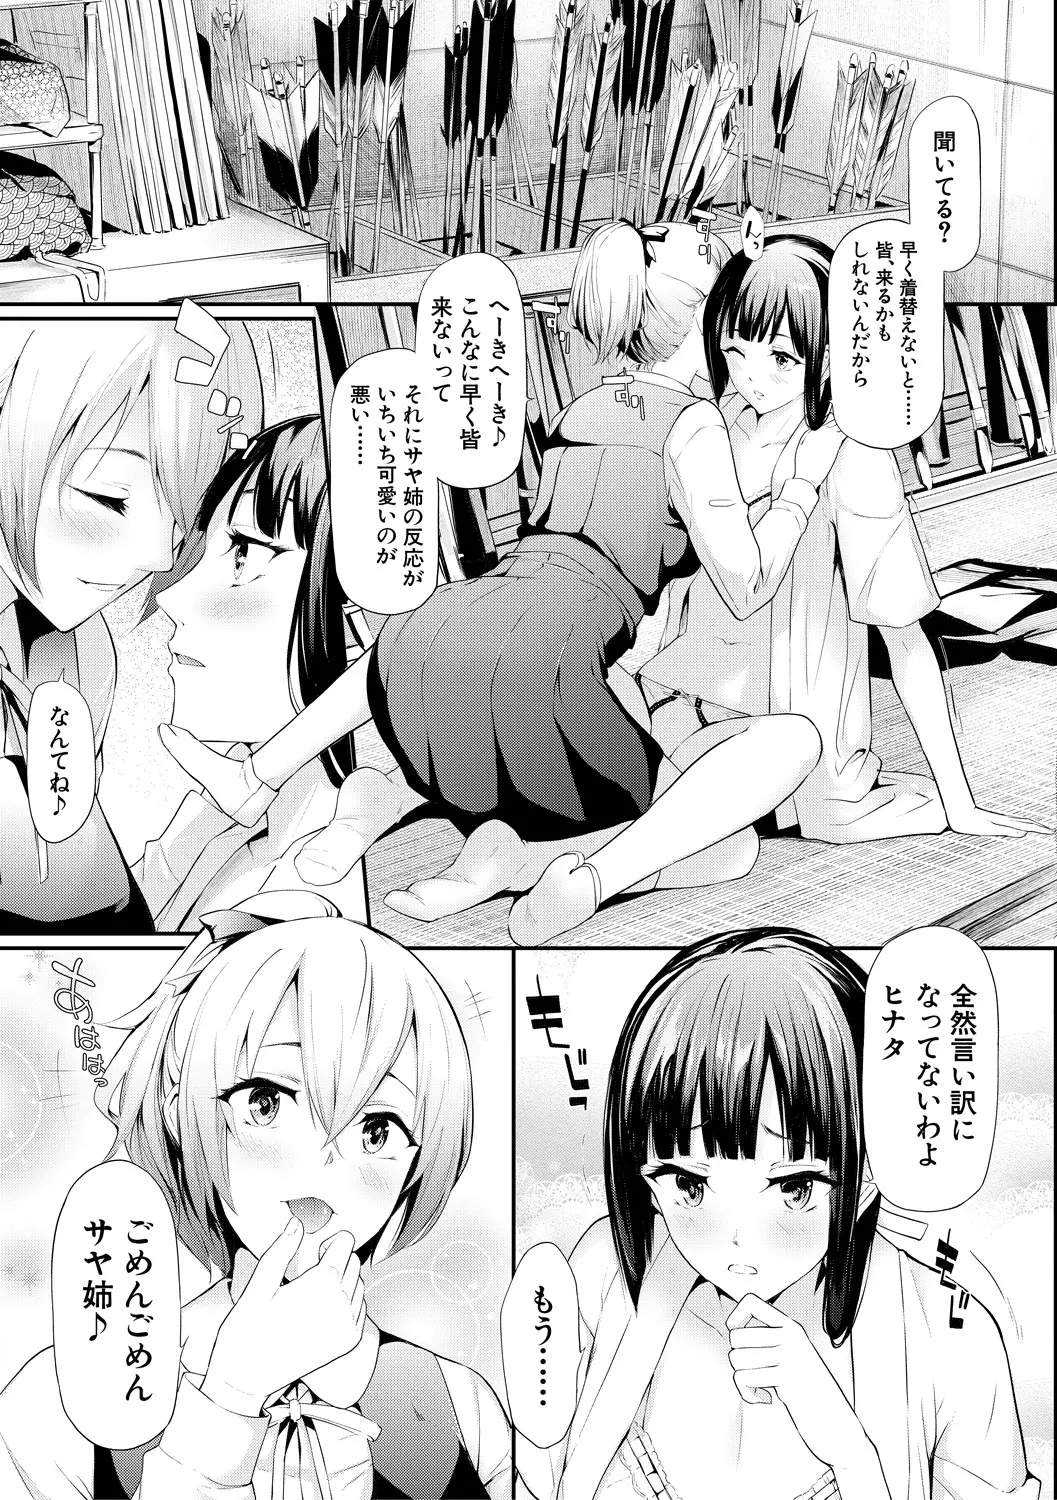 聞いてる?
早く着替えないと……
皆、来るかも
しれないんだから
んっ
すす
へーきへーき♪
こんなに早く皆
来ないって
それにサヤ姉の反応が
いちいち可愛いのが
悪い……
なんてね♪
全然言い訳に
なってないわよ
ヒナタ
モジ
モジ
もう……
あははっ
ごめんごめん
サヤ姉♪